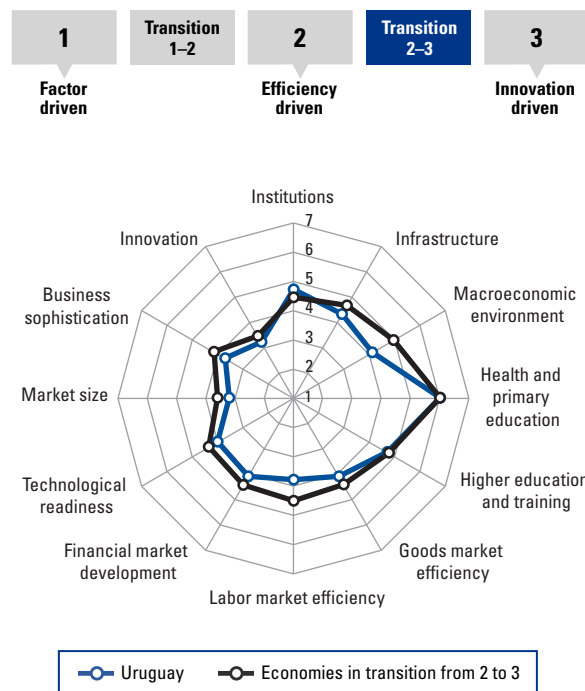 1
Transition
1–2
2
Transition
2–3
3
Factor
driven
Efficiency
driven
Innovation
driven
Institutions
7
Innovation
Infrastructure
6
Business
sophistication
5
Macroeconomic
environment
4
3
2
Market size
1
Health and
primary
education
Technological
readiness
Higher education
and training
Financial market
development
Goods market
efficiency
Labor market efficiency
Uruguay
Economies in transition from 2 to 3